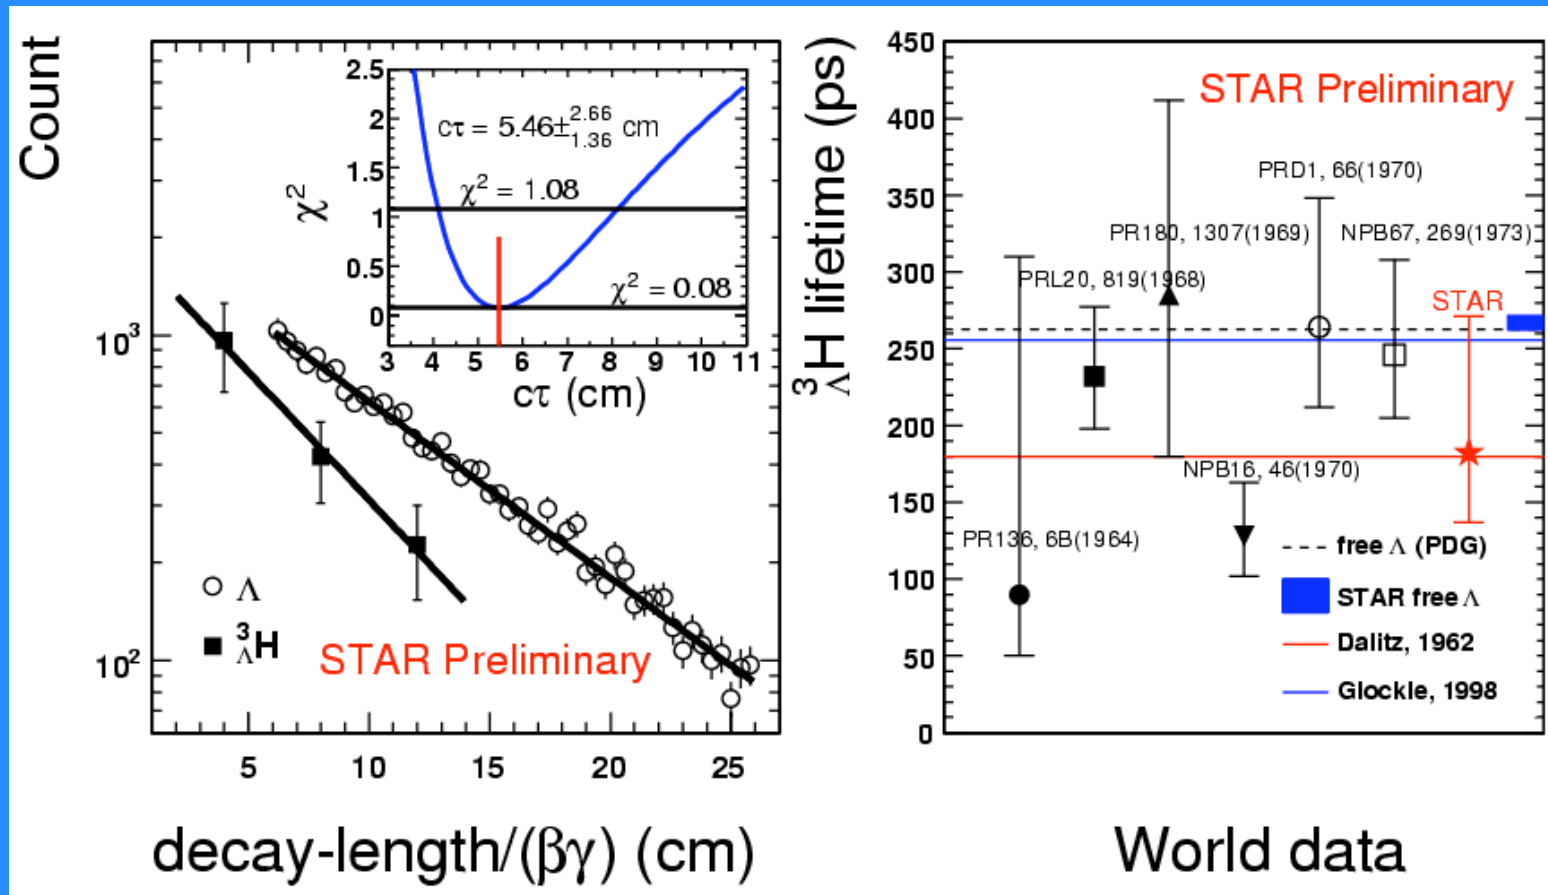 Count
10³
10²
5 10 15 20 25
decay-length/(βγ) (cm)
Λ
³ΛH
STAR Preliminary
χ²
2.5
2
1.5
1
0.5
0
cτ = 5.46±2.66 1.36 cm
χ² = 1.08
χ² = 0.08
3 4 5 6 7 8 9 10 11
cτ (cm)
³ΛH lifetime (ps)
450
400
350
300
250
200
150
100
50
0
STAR Preliminary
PRD1, 66(1970)
PR180, 1307(1969)
NPB67, 269(1973)
PRL20, 819(1968)
STAR
NPB16, 46(1970)
PR136, 6B(1964)
free Λ (PDG)
STAR free Λ
Dalitz, 1962
Glockle, 1998
World data